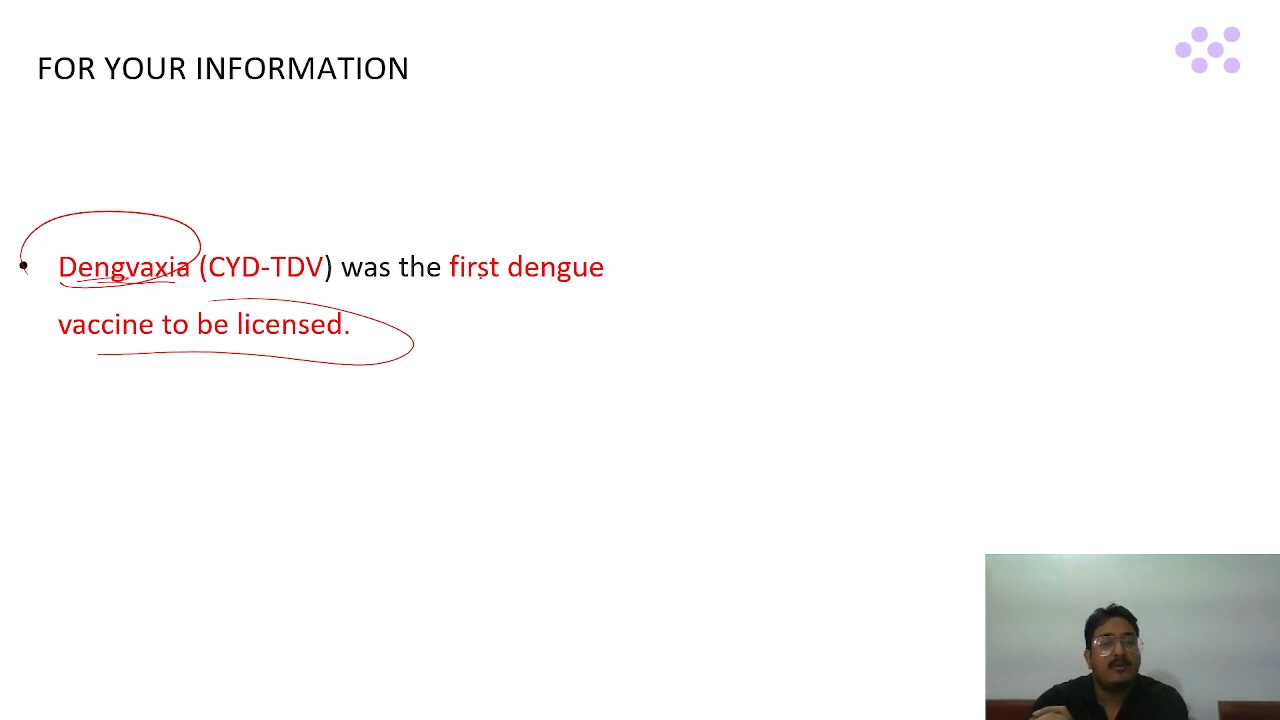 FOR YOUR INFORMATION
• Dengvaxia (CYD-TDV) was the first dengue
vaccine to be licensed.